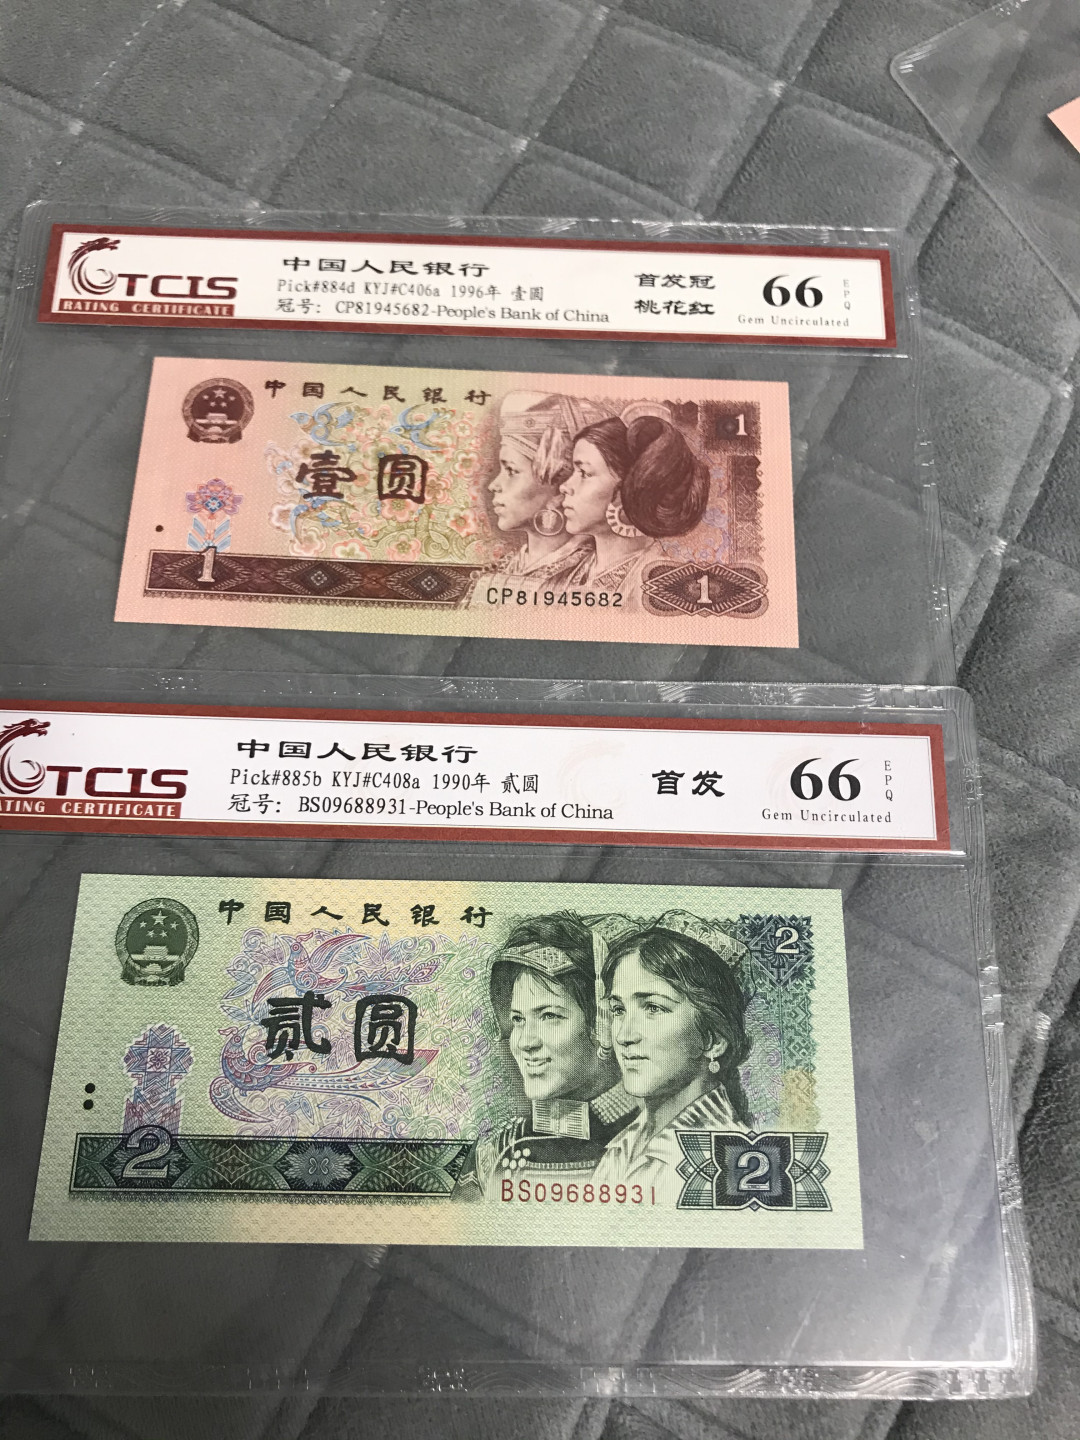 TCIS
RATING CERTIFICATE
中国人民银行
Pick#884d KYJ#C406a 1996年 壹圆
冠号: CP81945682-People's Bank of China
首发冠
桃花红
66
EPQ
Gem Uncirculated
中国人民银行
1
壹圆
1
CP81945682
1
TCIS
ATING CERTIFICATE
中国人民银行
Pick#885b KYJ#C408a 1990年 贰圆
冠号: BS09688931-People's Bank of China
首发
66
EPQ
Gem Uncirculated
中国人民银行
2
贰圆
2
BS09688931
2